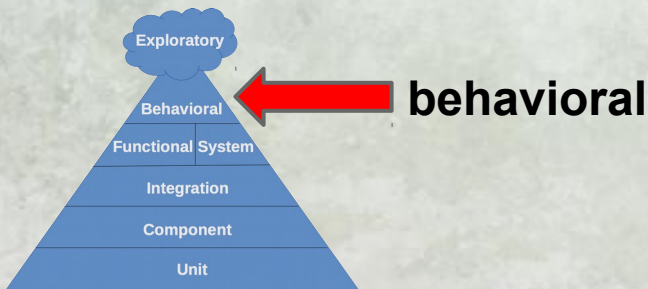 Exploratory
Behavioral
behavioral
Functional System
Integration
Component
Unit